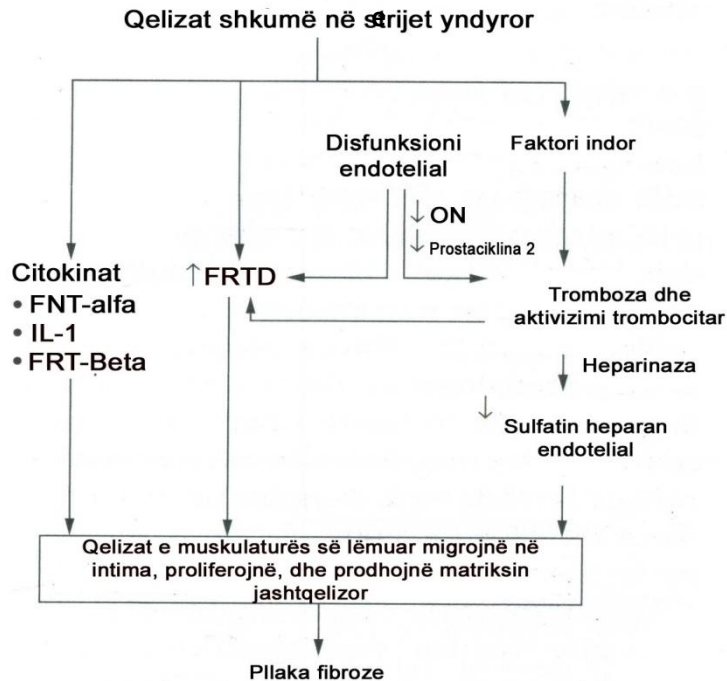 Qelizat shkumë në strijet yndyror
Disfunksioni
endotelial
Faktori indor
↓ ON
↓ Prostaciklina 2
Citokinat
• FNT-alfa
• IL-1
• FRT-Beta
↑FRTD
Tromboza dhe
aktivizimi trombocitar
Heparinaza
↓ Sulfatin heparan
endotelial
Qelizat e muskulaturës së lëmuar migrojnë në
intima, proliferojnë, dhe prodhojnë matriksin
jashtqelizor
Pllaka fibroze